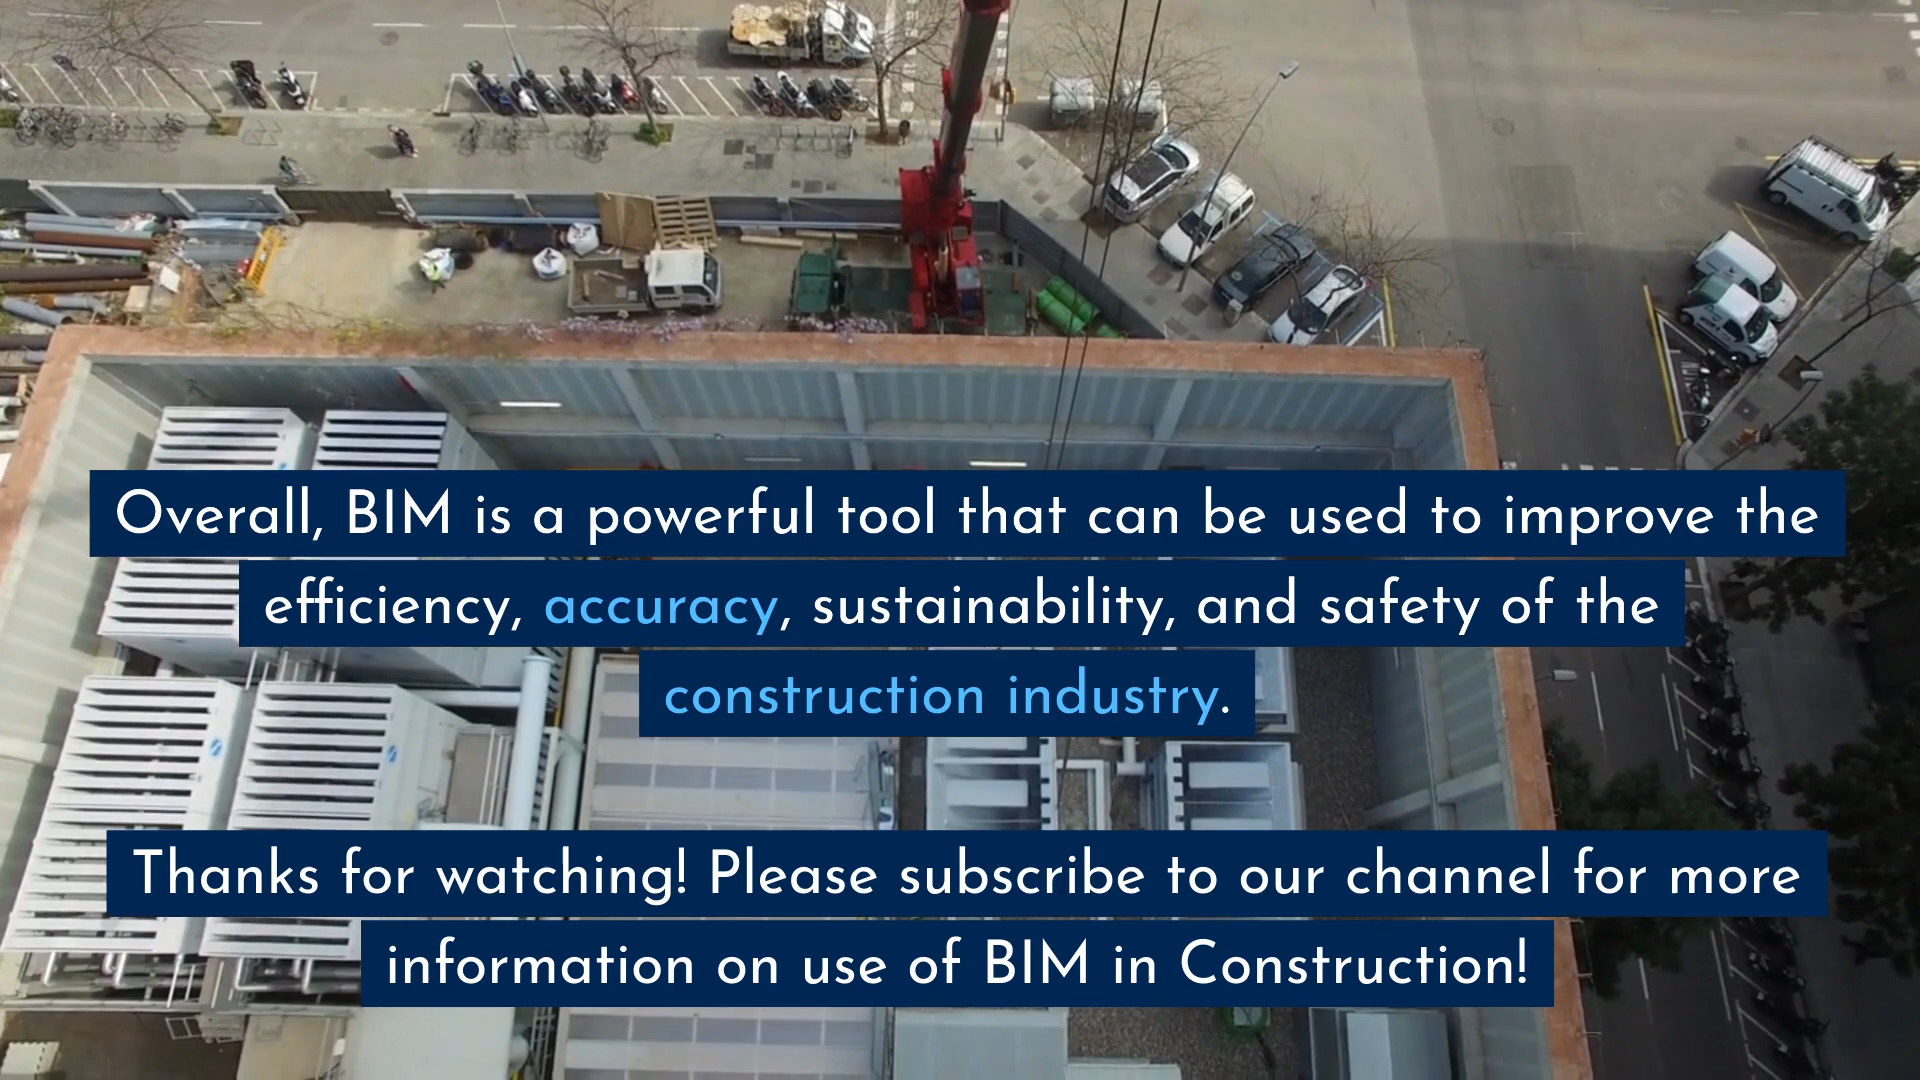 Overall, BIM is a powerful tool that can be used to improve the
efficiency, accuracy, sustainability, and safety of the
construction industry.
Thanks for watching! Please subscribe to our channel for more
information on use of BIM in Construction!